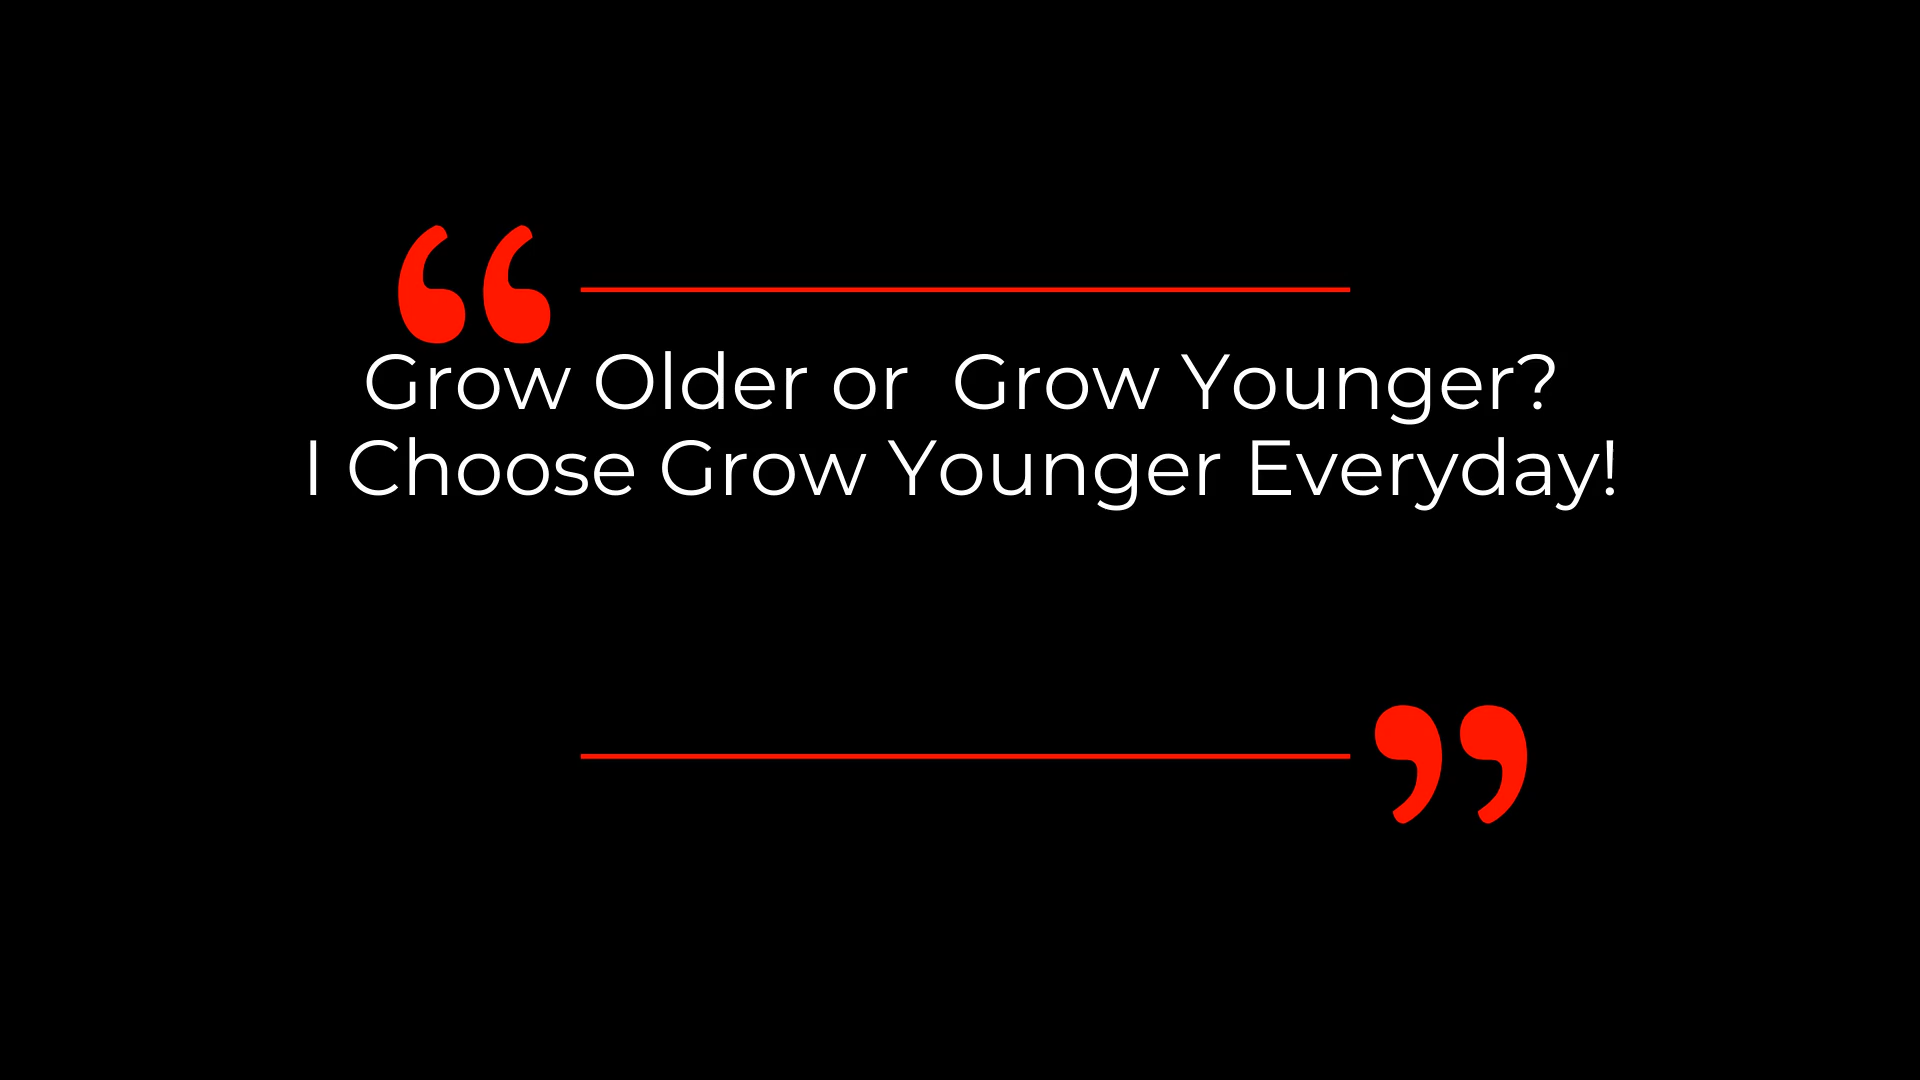 “
Grow Older or  Grow Younger?
I Choose Grow Younger Everyday!
”